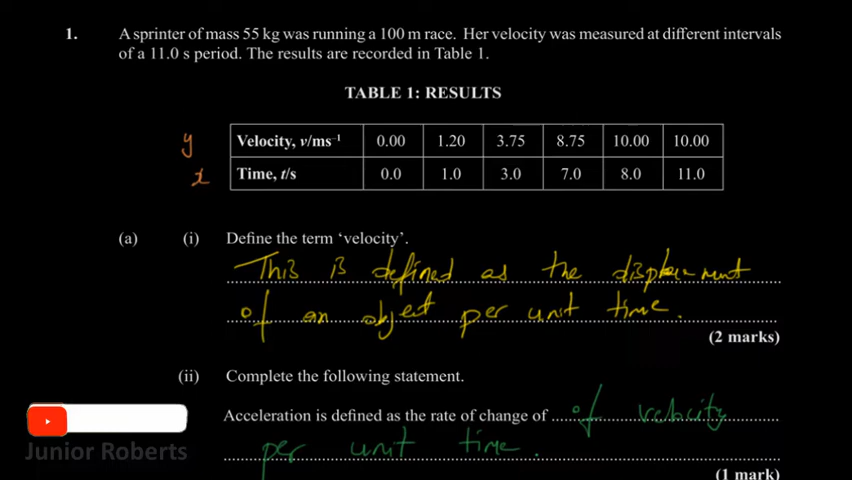 1. A sprinter of mass 55 kg was running a 100 m race. Her velocity was measured at different intervals
of a 11.0 s period. The results are recorded in Table 1.
TABLE 1: RESULTS
y Velocity, v/ms⁻¹ 0.00 1.20 3.75 8.75 10.00 10.00
x Time, t/s 0.0 1.0 3.0 7.0 8.0 11.0
(a) (i) Define the term ‘velocity’.
This is defined as the displacement
of an object per unit time.
(2 marks)
(ii) Complete the following statement.
Acceleration is defined as the rate of change of of velocity
per unit time.
(1 mark)
Junior Roberts